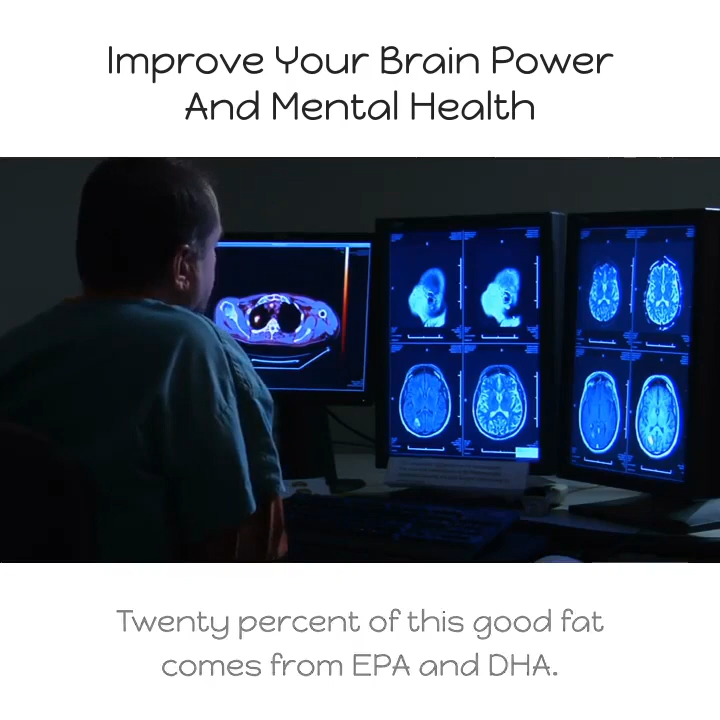 Improve Your Brain Power
And Mental Health
Twenty percent of this good fat
comes from EPA and DHA.